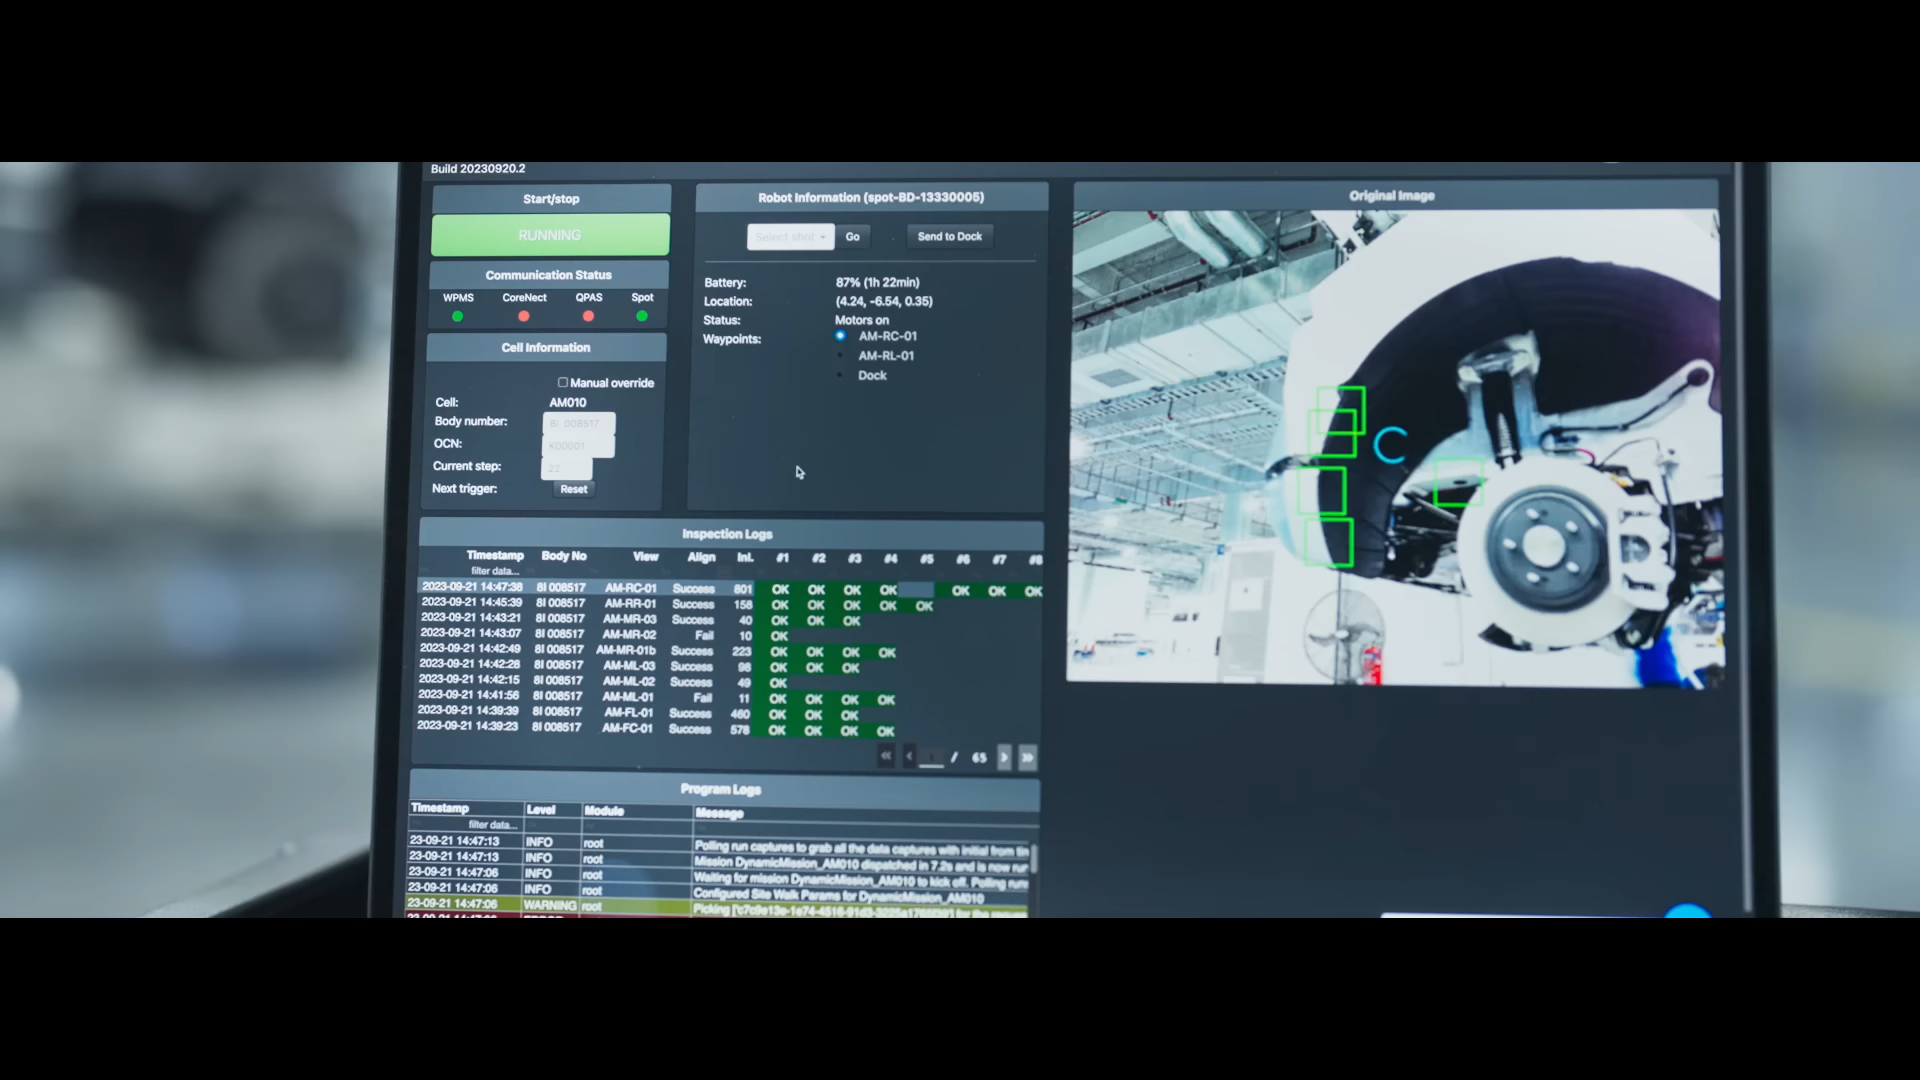 Build 20230920.2
Start/stop
RUNNING
Communication Status
WPMS CoreNect QPAS Spot
Cell Information
Manual override
Cell: AM010
Body number: 8I 008517
OCN: K00001
Current step: 22
Next trigger: Reset
Robot Information (spot-BD-13330005)
Select shot Go Send to Dock
Battery: 87% (1h 22min)
Location: (4.24, -6.54, 0.35)
Status: Motors on
Waypoints: AM-RC-01
AM-RL-01
Dock
Original Image
Inspection Logs
Timestamp Body No View Align Inl. #1 #2 #3 #4 #5 #6 #7 #8
filter data...
2023-09-21 14:47:38 8I 008517 AM-RC-01 Success 801 OK OK OK OK OK OK OK
2023-09-21 14:45:39 8I 008517 AM-RR-01 Success 158 OK OK OK OK OK
2023-09-21 14:43:21 8I 008517 AM-MR-03 Success 40 OK OK OK
2023-09-21 14:43:07 8I 008517 AM-MR-02 Fail 10 OK
2023-09-21 14:42:49 8I 008517 AM-MR-01b Success 223 OK OK OK OK
2023-09-21 14:42:28 8I 008517 AM-ML-03 Success 98 OK OK OK
2023-09-21 14:42:15 8I 008517 AM-ML-02 Success 49 OK
2023-09-21 14:41:56 8I 008517 AM-ML-01 Fail 11 OK OK OK OK
2023-09-21 14:39:39 8I 008517 AM-FL-01 Success 460 OK OK OK
2023-09-21 14:39:23 8I 008517 AM-FC-01 Success 578 OK OK OK OK
« ‹ / 65 › »
Program Logs
Timestamp Level Module Message
filter data...
23-09-21 14:47:13 INFO root Polling run captures to grab all the data captures with initial from
23-09-21 14:47:13 INFO root Mission DynamicMission_AM010 dispatched in 7.2s and is now
23-09-21 14:47:06 INFO root Waiting for mission DynamicMission_AM010 to kick off. Polling
23-09-21 14:47:06 INFO root Configured Site Walk Params for DynamicMission_AM010
23-09-21 14:47:06 WARNING root Picking